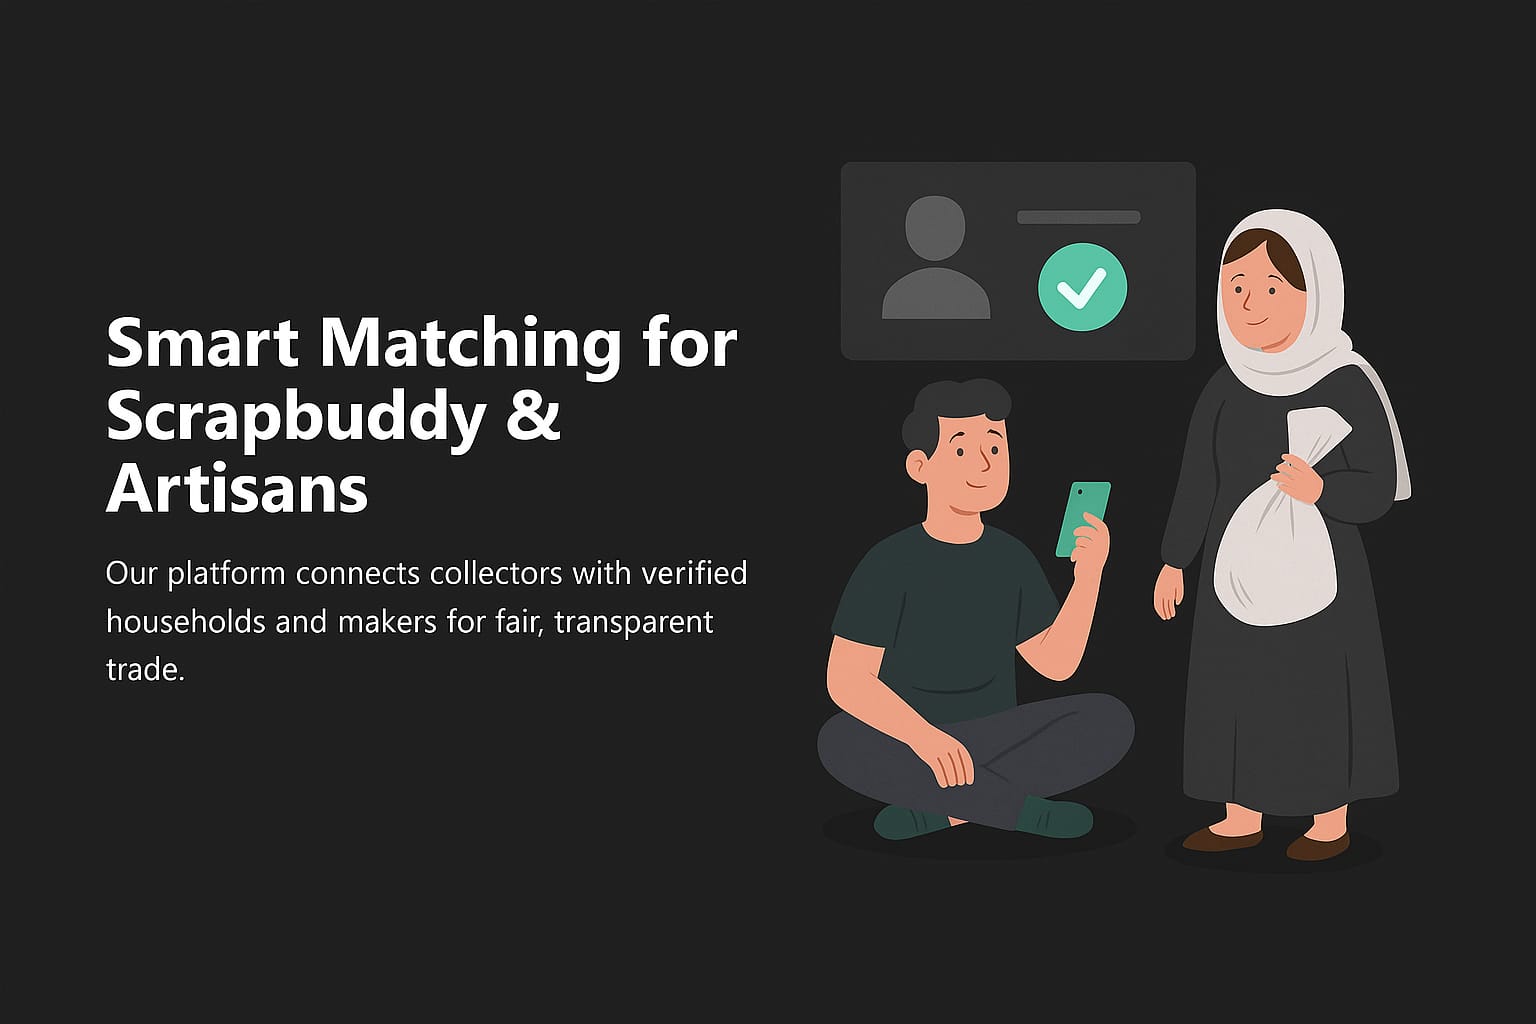 Smart Matching for
Scrapbuddy &
Artisans
Our platform connects collectors with verified
households and makers for fair, transparent
trade.